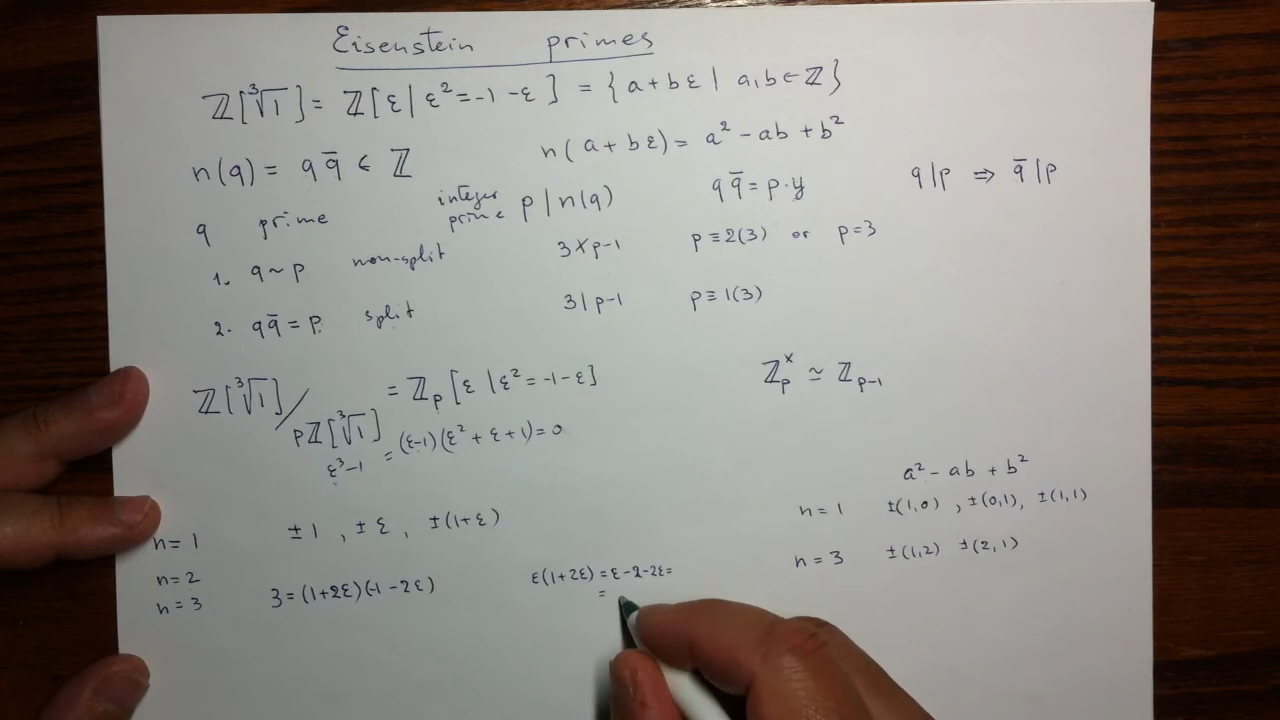 Eisenstein primes
ℤ[∛1] = ℤ[ε | ε² = -1 - ε] = {a + bε | a, b ∈ ℤ}
n(q) = q q̄ ∈ ℤ n(a + bε) = a² - ab + b²
q prime integer prime p | n(q) q q̄ = p·y q | p ⇒ q̄ | p
1. q ~ p non-split 3 ∤ p-1 p ≡ 2(3) or p = 3
2. q q̄ = p. split 3 | p-1 p ≡ 1(3)
ℤ[∛1] / pℤ[∛1] = ℤ_p [ε | ε² = -1 - ε] ℤ_p^× ≃ ℤ_{p-1}
ε³ - 1 = (ε-1)(ε² + ε + 1) = 0
a² - ab + b²
n = 1 ±1, ±ε, ±(1+ε) n = 1 ±(1,0), ±(0,1), ±(1,1)
n = 2
n = 3 3 = (1+2ε)(-1 - 2ε) ε(1+2ε) = ε - 2 - 2ε = n = 3 ±(1,2) ±(2,1)
=